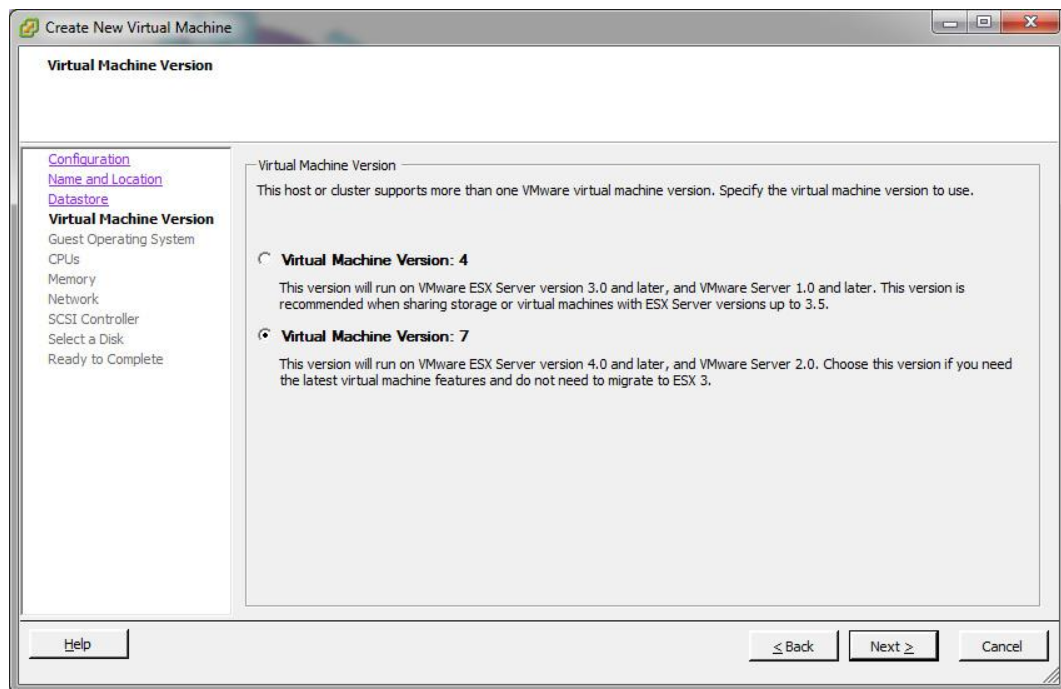 Create New Virtual Machine
X
Virtual Machine Version
Configuration
Name and Location
Datastore
Virtual Machine Version
Guest Operating System
CPUs
Memory
Network
SCSI Controller
Select a Disk
Ready to Complete
Virtual Machine Version
This host or cluster supports more than one VMware virtual machine version. Specify the virtual machine version to use.
Virtual Machine Version: 4
This version will run on VMware ESX Server version 3.0 and later, and VMware Server 1.0 and later. This version is
recommended when sharing storage or virtual machines with ESX Server versions up to 3.5.
Virtual Machine Version: 7
This version will run on VMware ESX Server version 4.0 and later, and VMware Server 2.0. Choose this version if you need
the latest virtual machine features and do not need to migrate to ESX 3.
Help
< Back
Next >
Cancel